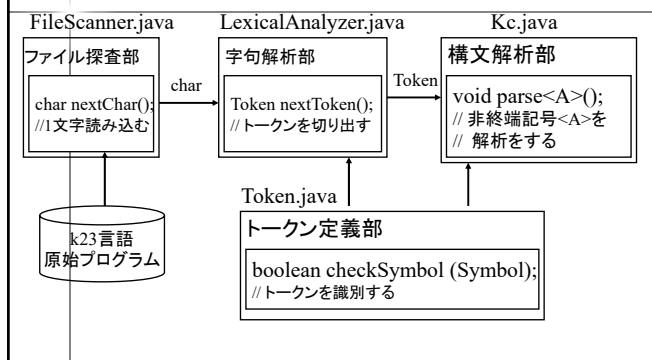 FileScanner.java
ファイル探査部
char nextChar();
//1文字読み込む
char
LexicalAnalyzer.java
字句解析部
Token nextToken();
//トークンを切り出す
Token
Kc.java
構文解析部
void parse<A>();
// 非終端記号<A>を
// 解析をする
k23言語
原始プログラム
Token.java
トークン定義部
boolean checkSymbol (Symbol);
//トークンを識別する